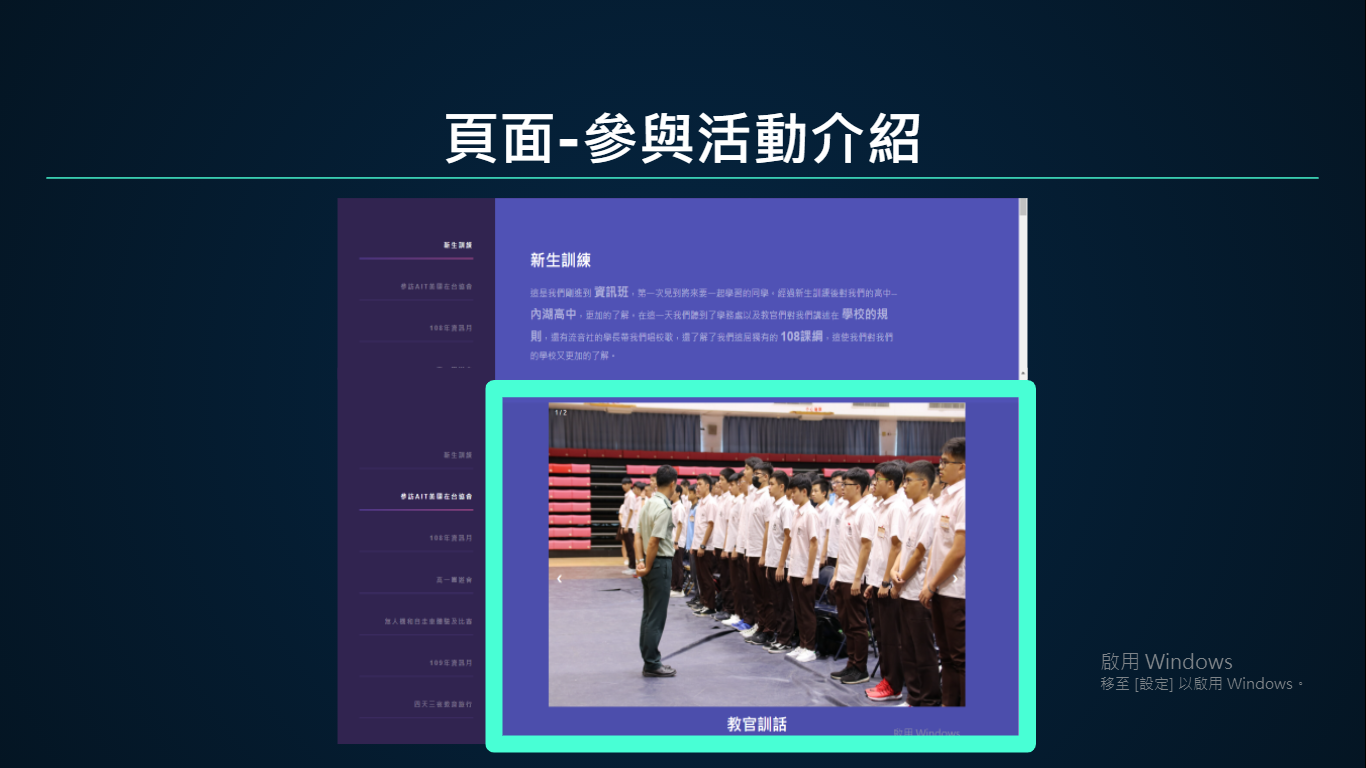 頁面-參與活動介紹
新生訓練
參訪AIT美國在台協會
108年資訊月
新生訓練
這是我們剛進到 資訊班，第一次見到將來要一起學習的同學，經過新生訓練後對我們的高中–
內湖高中，更加的了解。在這一天我們聽到了學務處以及教官們對我們講述在 學校的規
則，還有流音社的學長帶我們唱校歌，還了解了我們這屆獨有的 108課綱，這些我們對我們
的學校又更加的了解。
新生訓練
參訪AIT美國在台協會
108年資訊月
高一舞蹈會
無人機板自走車體驗及比賽
109年資訊月
四天三夜旅遊旅行
1 / 2
❮
❯
教官訓話
啟用 Windows
啟用 Windows
移至 [設定] 以啟用 Windows。